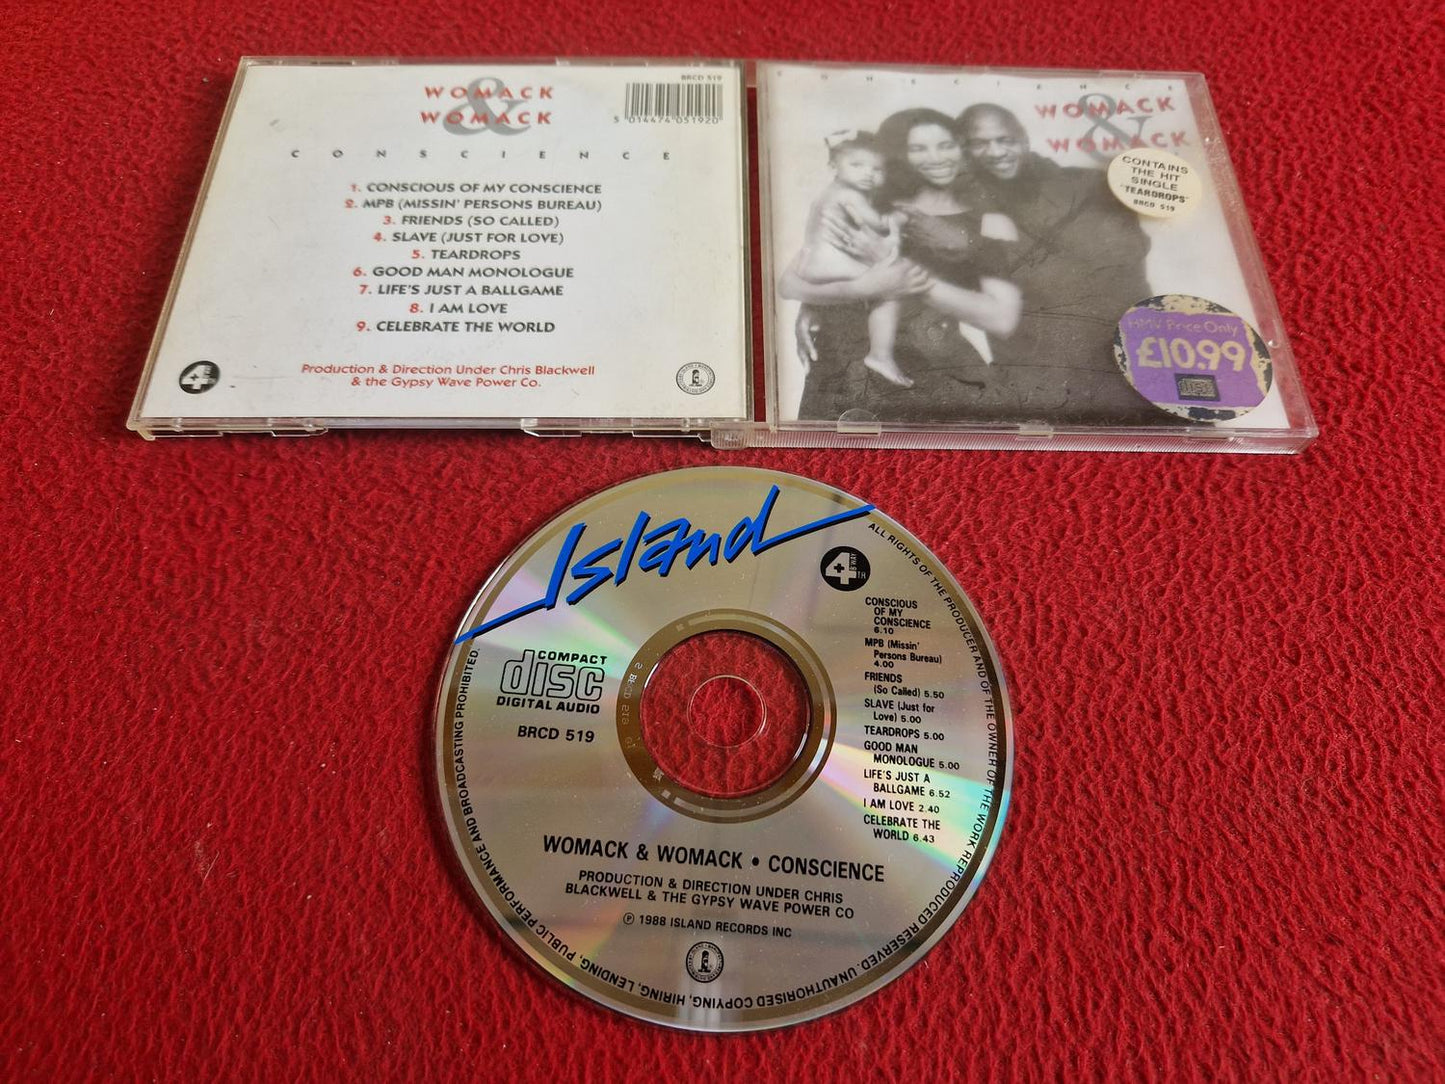 WOMACK
&
WOMACK
BRCD 519
5 014474 051920
CONSCIENCE
1. CONSCIOUS OF MY CONSCIENCE
2. MPB (MISSIN' PERSONS BUREAU)
3. FRIENDS (SO CALLED)
4. SLAVE (JUST FOR LOVE)
5. TEARDROPS
6. GOOD MAN MONOLOGUE
7. LIFE'S JUST A BALLGAME
8. I AM LOVE
9. CELEBRATE THE WORLD
4
Production & Direction Under Chris Blackwell
& the Gypsy Wave Power Co.
CONSCIENCE
WOMACK
&
WOMACK
CONTAINS
THE HIT
SINGLE
'TEARDROPS'
BRCD 519
HMV Price Only
£10.99
disc
Island
4TH
B'WAY
COMPACT
disc
DIGITAL AUDIO
BRCD 519
CONSCIOUS
OF MY
CONSCIENCE
6.10
MPB (Missin'
Persons Bureau)
4.00
FRIENDS
(So Called) 5.50
SLAVE (Just for
Love) 5.00
TEARDROPS 5.00
GOOD MAN
MONOLOGUE 5.00
LIFE'S JUST A
BALLGAME 6.52
I AM LOVE 2.40
CELEBRATE THE
WORLD 6.43
WOMACK & WOMACK • CONSCIENCE
PRODUCTION & DIRECTION UNDER CHRIS
BLACKWELL & THE GYPSY WAVE POWER CO
℗ 1988 ISLAND RECORDS INC
ALL RIGHTS OF THE PRODUCER AND OF THE OWNER OF THE WORK REPRODUCED RESERVED. UNAUTHORISED COPYING, HIRING, LENDING, PUBLIC PERFORMANCE AND BROADCASTING PROHIBITED.